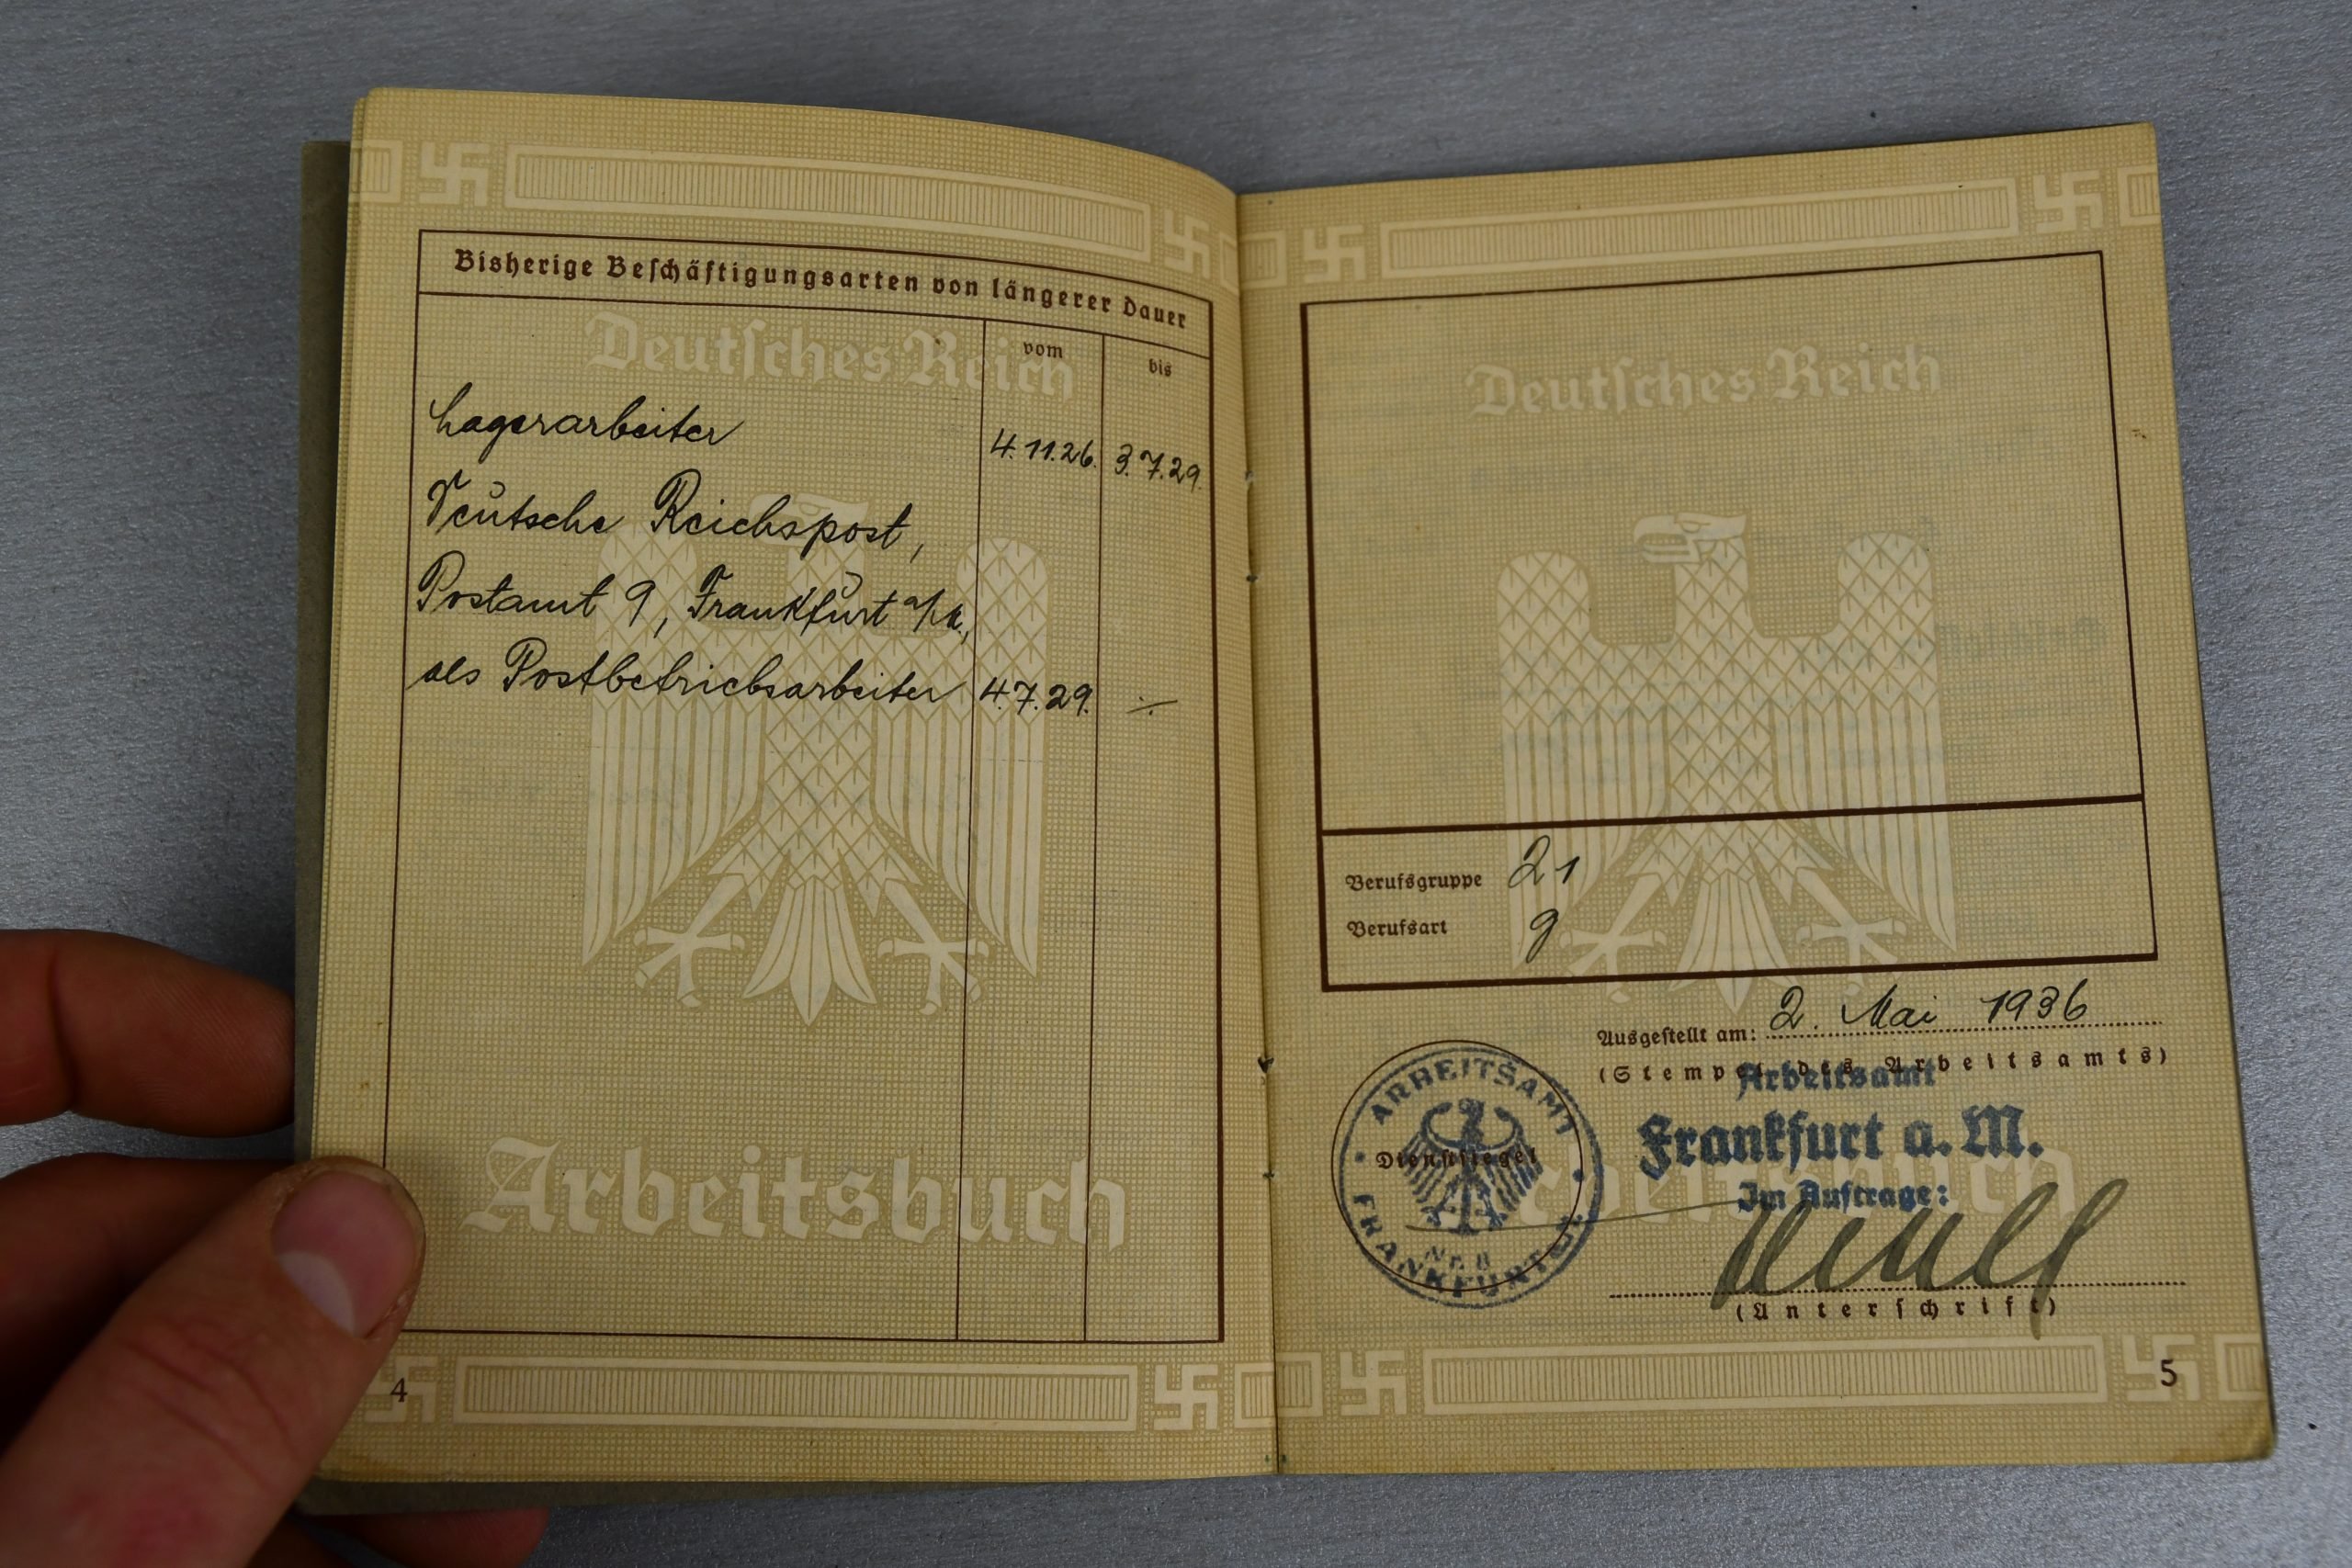 Bisherige Beschäftigungsarten von längerer Dauer
Deutsches Reich
vom bis
Lagerarbeiter 4.11.26. 3.7.29.
Deutsche Reichspost,
Postamt 9, Frankfurt a/M.,
als Postbetriebsarbeiter 4.7.29. ÷
Arbeitsbuch
4
Deutsches Reich
Berufsgruppe 21
Berufsart g
Ausgestellt am: 2. Mai 1936
(Stempel des Arbeitsamts)
Arbeitsamt
Frankfurt a. M.
Im Auftrage:
ARBEITSAMT
Dienstsiegel
FRANKFURT
Arbeitsbuch
(Unterschrift)
5